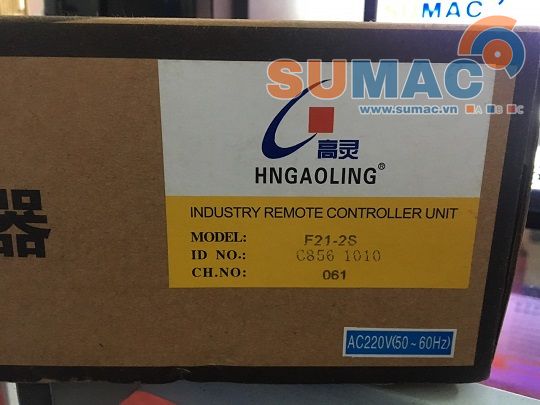 SUMAC
SUMAC
www.sumac.vn
A B C
高灵
HNGAOLING®
器
INDUSTRY REMOTE CONTROLLER UNIT
MODEL: F21-2S
ID NO.: C856 1010
CH.NO: 061
AC220V(50~60Hz)